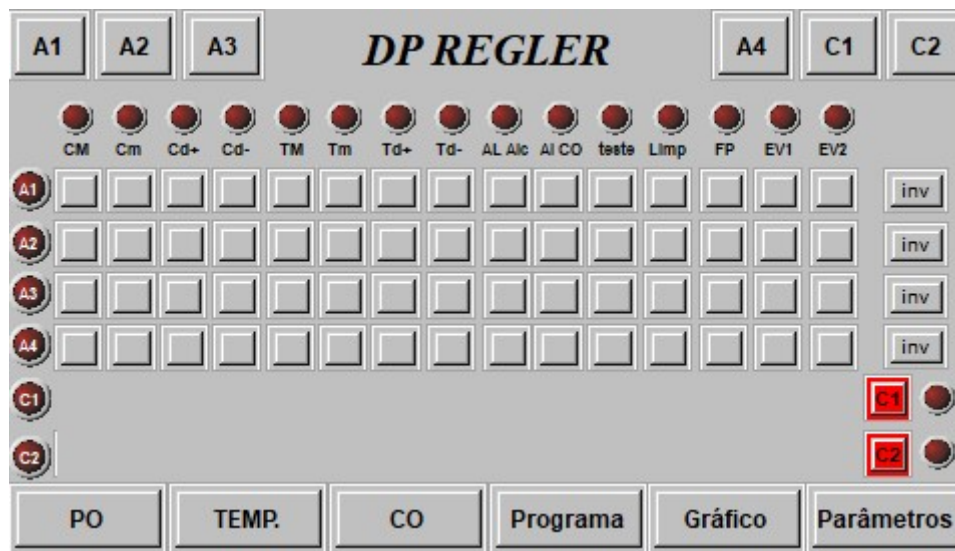 A1 A2 A3 DP REGLER A4 C1 C2
CM Cm Cd+ Cd- TM Tm Td+ Td- AL Alc Al CO teste Limp FP EV1 EV2
A1 inv
A2 inv
A3 inv
A4 inv
C1 C1
C2 C2
PO TEMP. CO Programa Gráfico Parâmetros